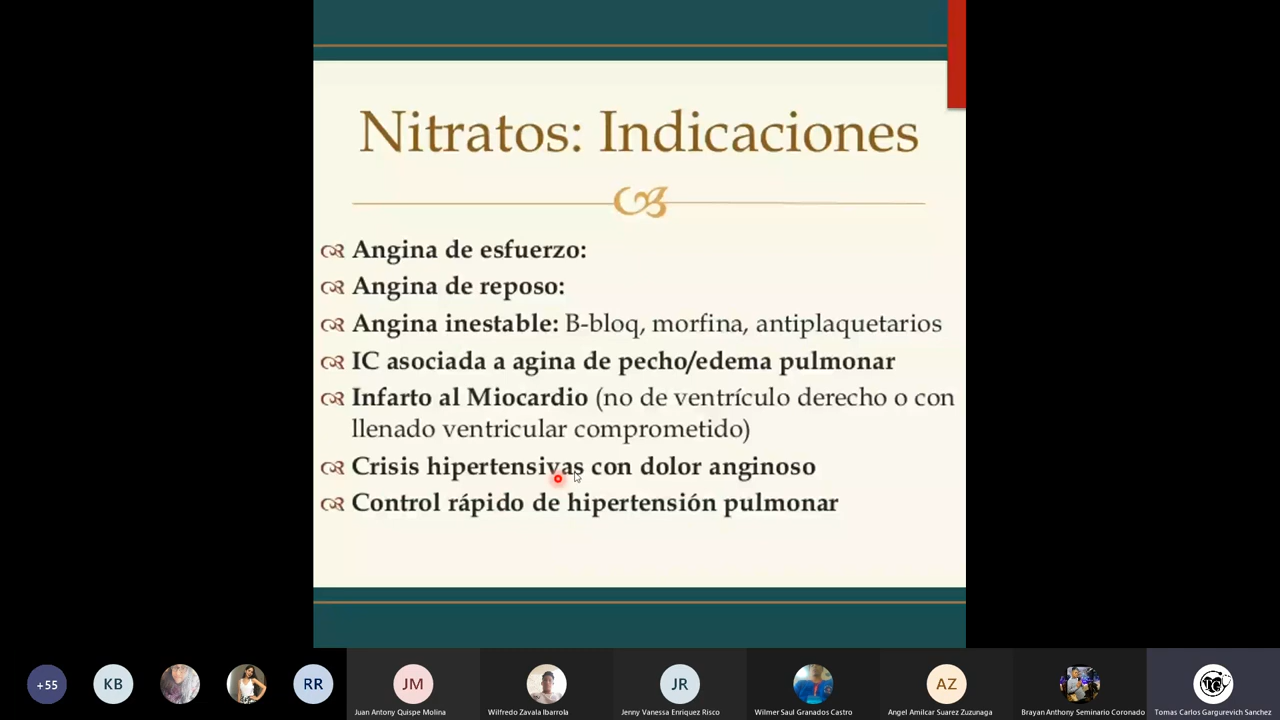 Nitratos: Indicaciones
Angina de esfuerzo:
Angina de reposo:
Angina inestable: B-bloq, morfina, antiplaquetarios
IC asociada a agina de pecho/edema pulmonar
Infarto al Miocardio (no de ventrículo derecho o con
llenado ventricular comprometido)
Crisis hipertensivas con dolor anginoso
Control rápido de hipertensión pulmonar
+55
KB
RR
JM
JR
AZ
Juan Antony Quispe Molina
Wilfredo Zavala Ibarrola
Jenny Vanessa Enriquez Risco
Wilmer Saul Granados Castro
Angel Amilcar Suarez Zuzunaga
Brayan Anthony Seminario Coronado
Tomas Carlos Gargurevich Sanchez